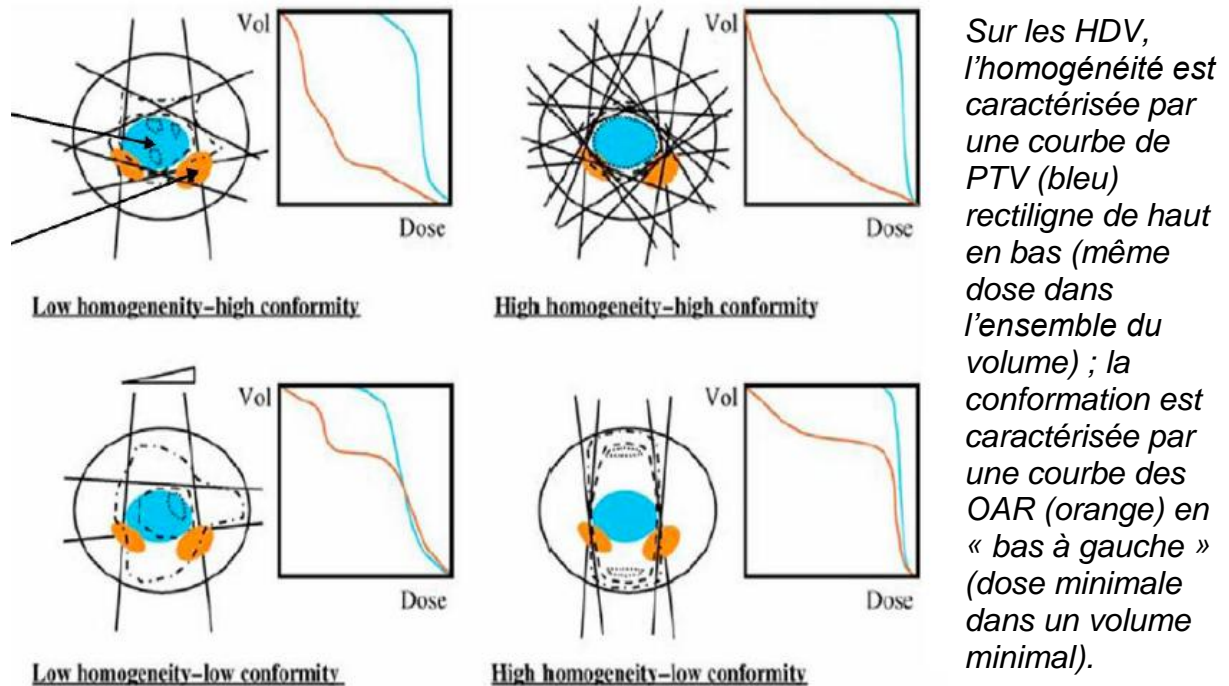 Vol
Dose
Low homogenenity–high conformity
Vol
Dose
High homogeneity–high conformity
Vol
Dose
Low homogeneity–low conformity
Vol
Dose
High homogeneity–low conformity
Sur les HDV,
l’homogénéité est
caractérisée par
une courbe de
PTV (bleu)
rectiligne de haut
en bas (même
dose dans
l’ensemble du
volume) ; la
conformation est
caractérisée par
une courbe des
OAR (orange) en
« bas à gauche »
(dose minimale
dans un volume
minimal).